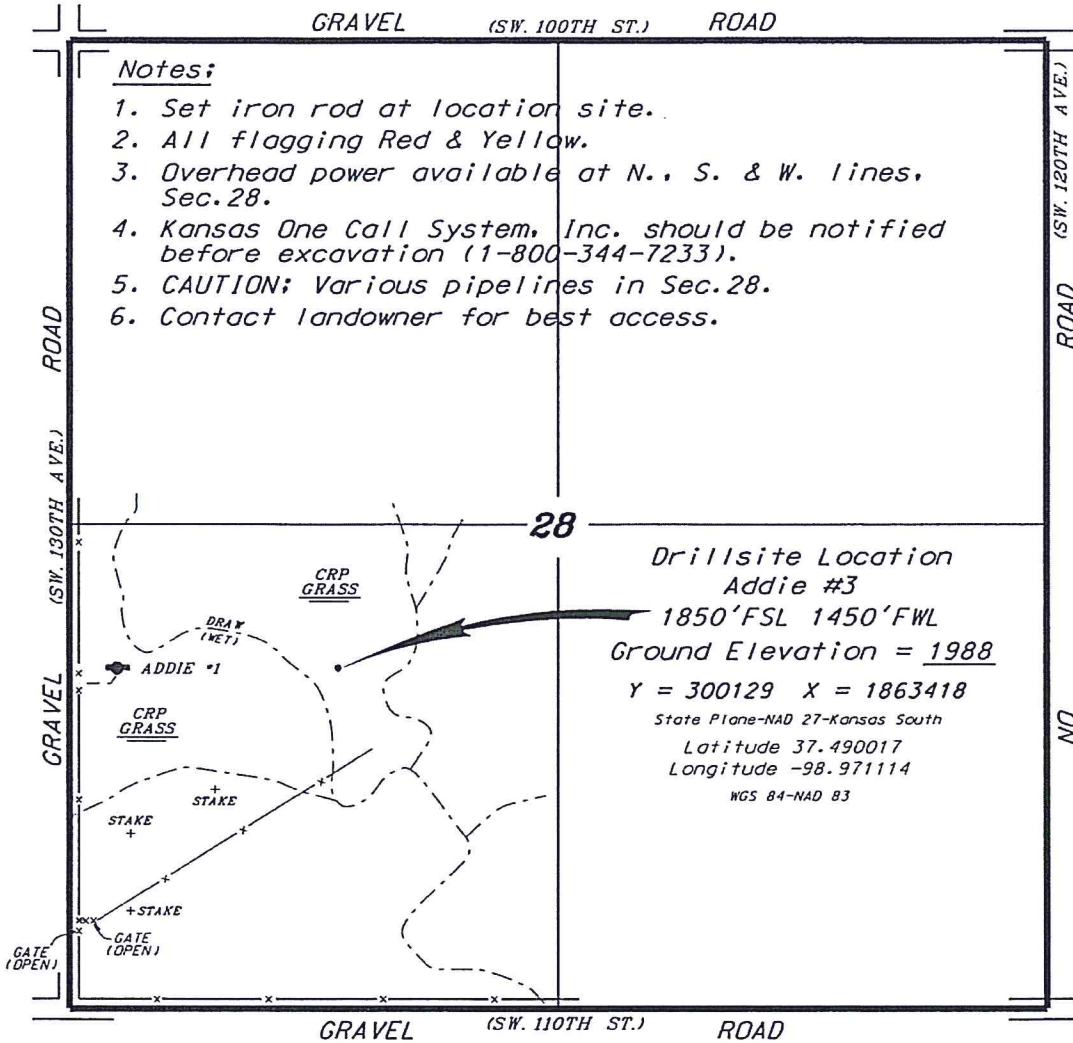 GRAVEL (SW. 100TH ST.) ROAD
Notes:
1. Set iron rod at location site.
2. All flagging Red & Yellow.
3. Overhead power available at N., S. & W. lines,
Sec.28.
4. Kansas One Call System, Inc. should be notified
before excavation (1-800-344-7233).
5. CAUTION: Various pipelines in Sec.28.
6. Contact landowner for best access.
GRAVEL (SW. 130TH AVE.) ROAD
NO ROAD (SW. 120TH AVE.)
28
CRP
GRASS
DRAW
(WET)
ADDIE #1
CRP
GRASS
STAKE
STAKE
+STAKE
GATE
(OPEN)
GATE
(OPEN)
Drillsite Location
Addie #3
1850'FSL 1450'FWL
Ground Elevation = 1988
Y = 300129 X = 1863418
State Plane-NAD 27-Kansas South
Latitude 37.490017
Longitude -98.971114
WGS 84-NAD 83
GRAVEL (SW. 110TH ST.) ROAD